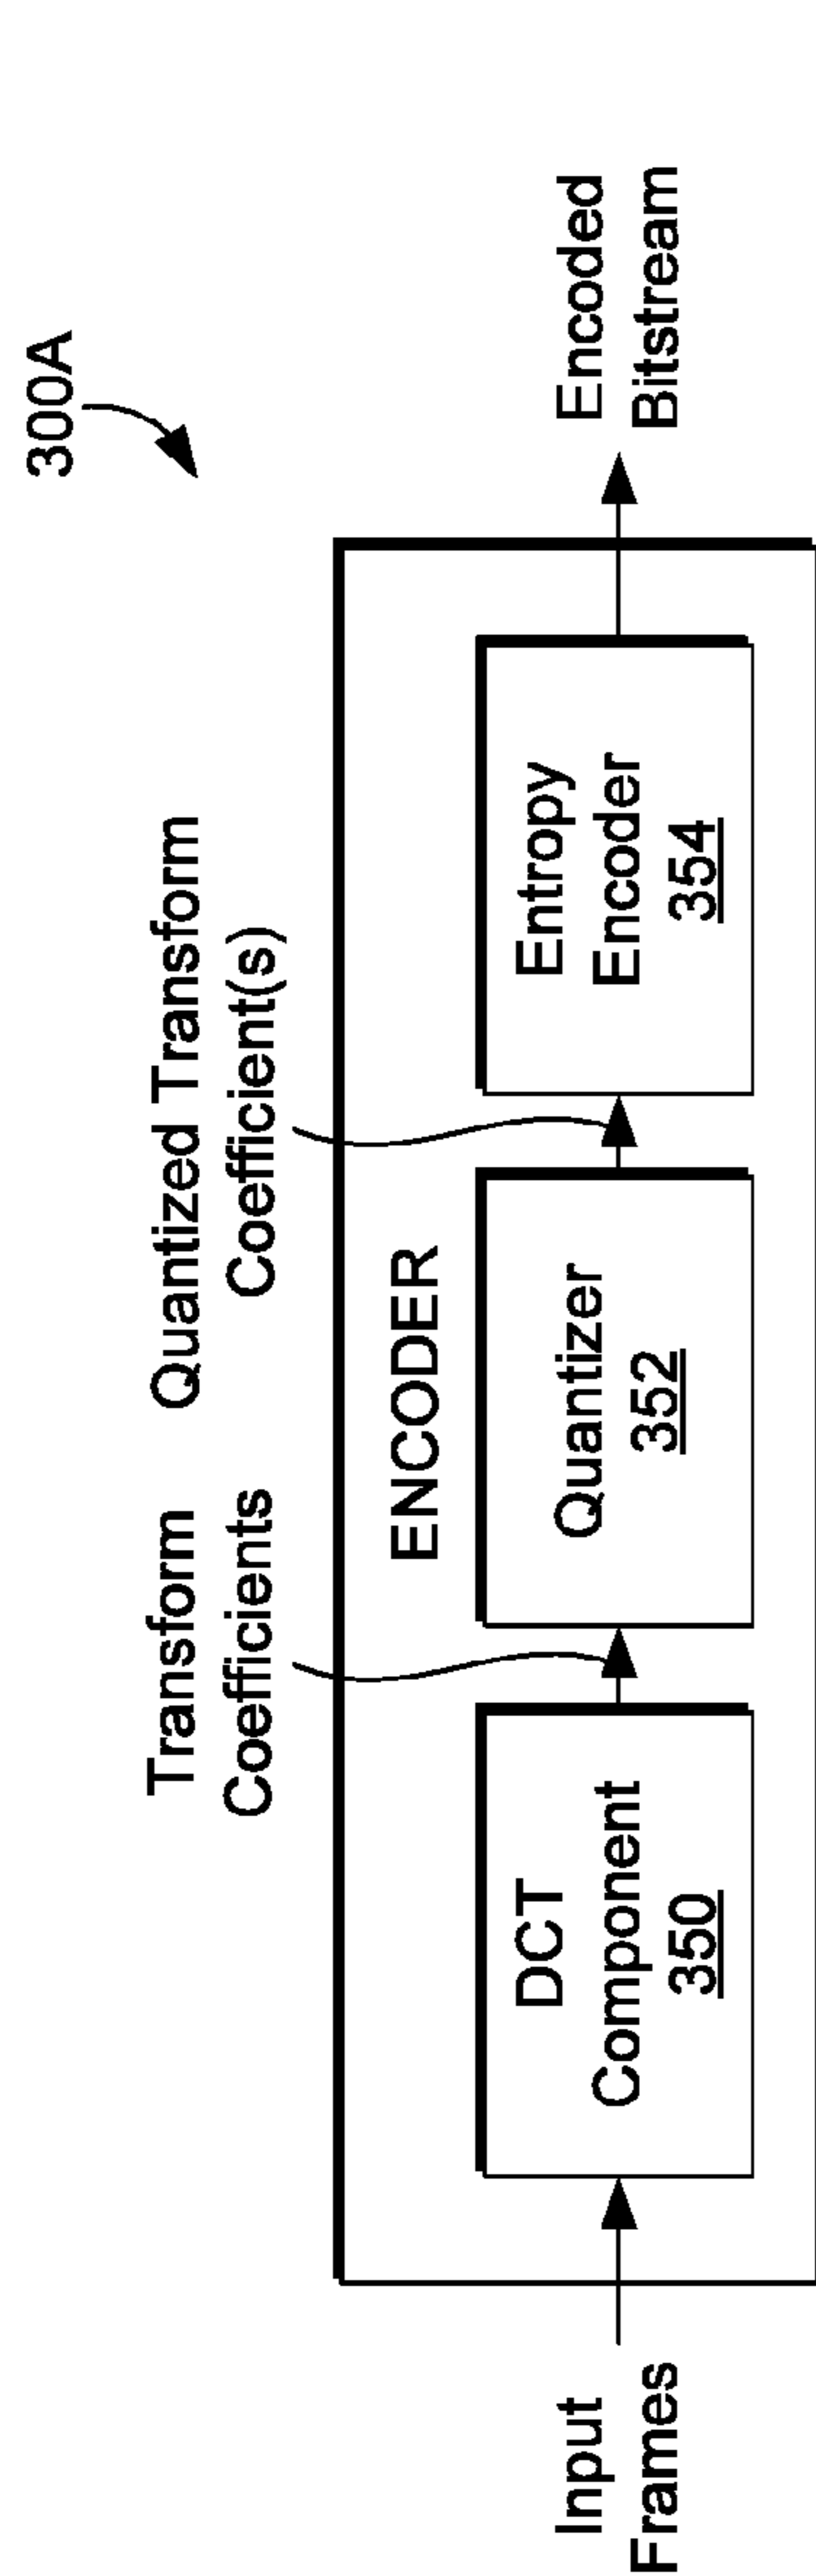 300A
Transform
Coefficients
Quantized Transform
Coefficient(s)
ENCODER
Input
Frames
DCT
Component
350
Quantizer
352
Entropy
Encoder
354
Encoded
Bitstream